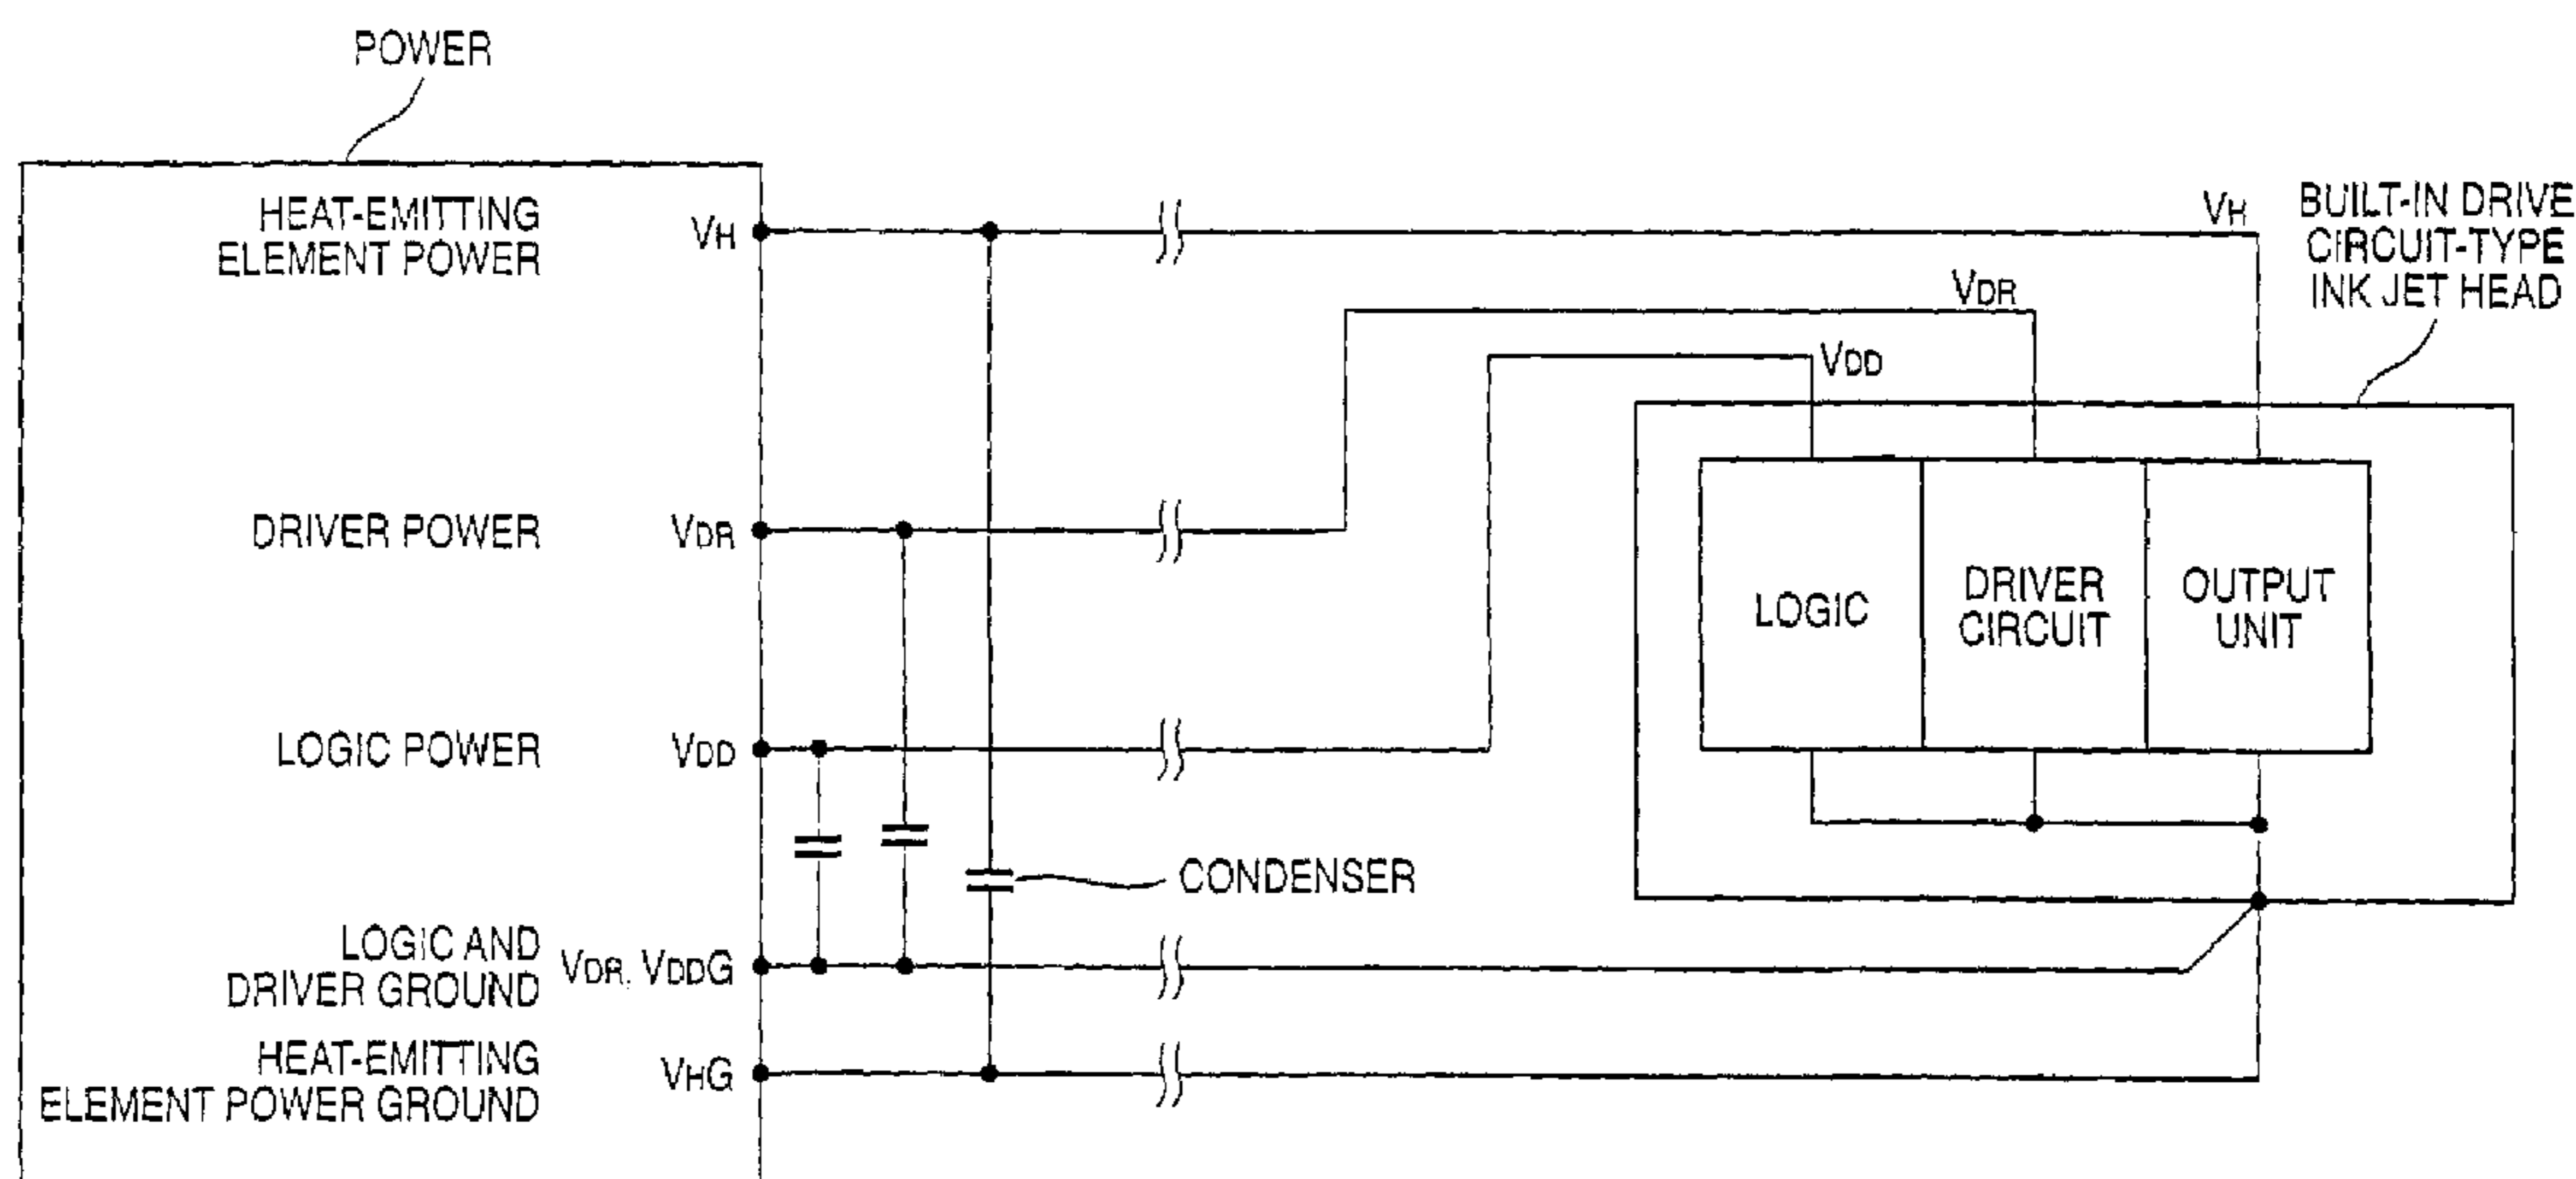 POWER
HEAT-EMITTING
ELEMENT POWER
VH
VH
BUILT-IN DRIVE
CIRCUIT-TYPE
INK JET HEAD
VDR
VDD
DRIVER POWER
VDR
LOGIC
DRIVER
CIRCUIT
OUTPUT
UNIT
LOGIC POWER
VDD
CONDENSER
LOGIC AND
DRIVER GROUND
VDR, VDDG
HEAT-EMITTING
ELEMENT POWER GROUND
VHG